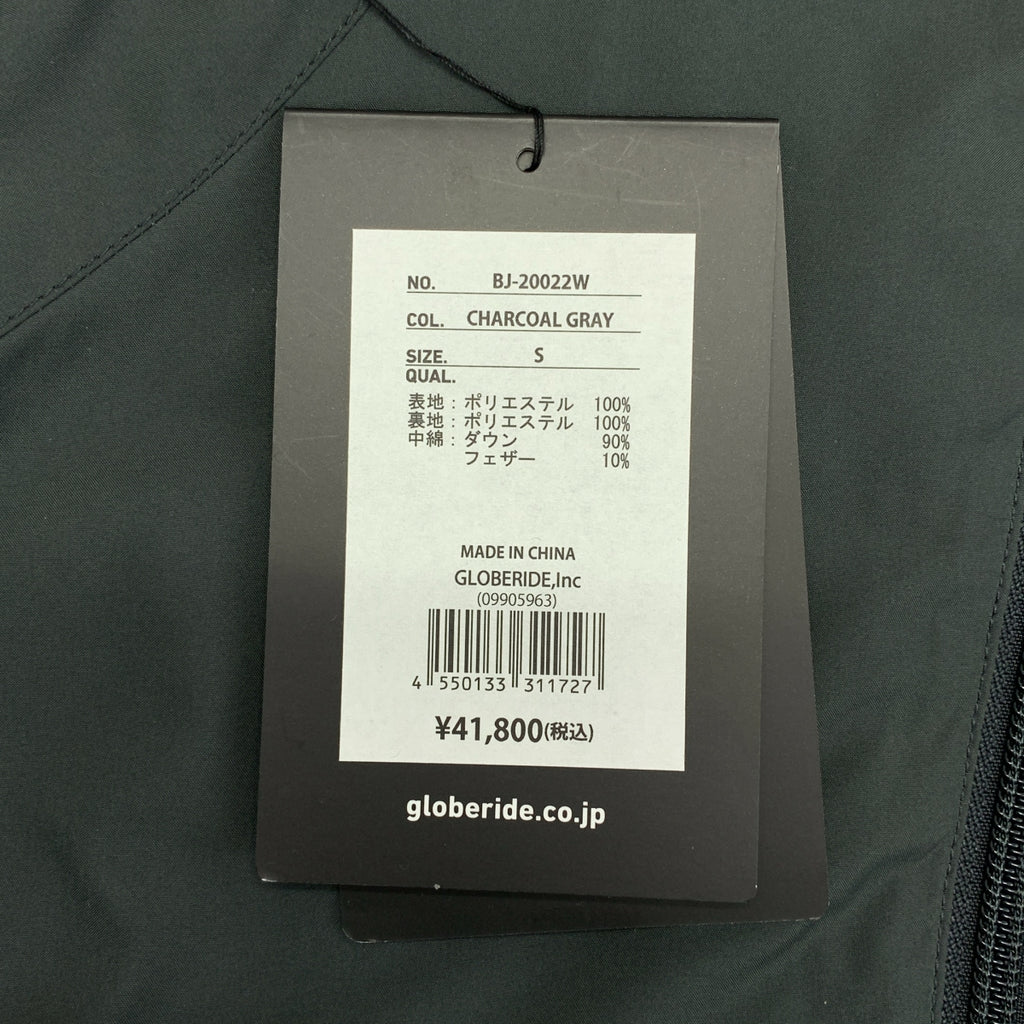 NO. BJ-20022W
COL. CHARCOAL GRAY
SIZE. S
QUAL.
表地：ポリエステル 100%
裏地：ポリエステル 100%
中綿：ダウン 90%
フェザー 10%
MADE IN CHINA
GLOBERIDE,Inc
(09905963)
4 550133 311727
¥41,800(税込)
globeride.co.jp